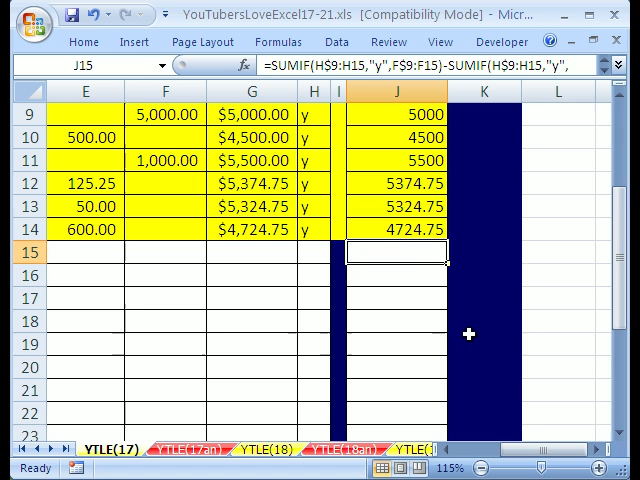 YouTubersLoveExcel17-21.xls [Compatibility Mode] - Micr...
Home Insert Page Layout Formulas Data Review View Developer
J15 fx =SUMIF(H$9:H15,"y",F$9:F15)-SUMIF(H$9:H15,"y",
E F G H I J K L
9 5,000.00 $5,000.00 y 5000
10 500.00 $4,500.00 y 4500
11 1,000.00 $5,500.00 y 5500
12 125.25 $5,374.75 y 5374.75
13 50.00 $5,324.75 y 5324.75
14 600.00 $4,724.75 y 4724.75
15
16
17
18
19
20
21
22
23
YTLE(17) YTLE(17an) YTLE(18) YTLE(18an) YTLE(1
Ready 115%